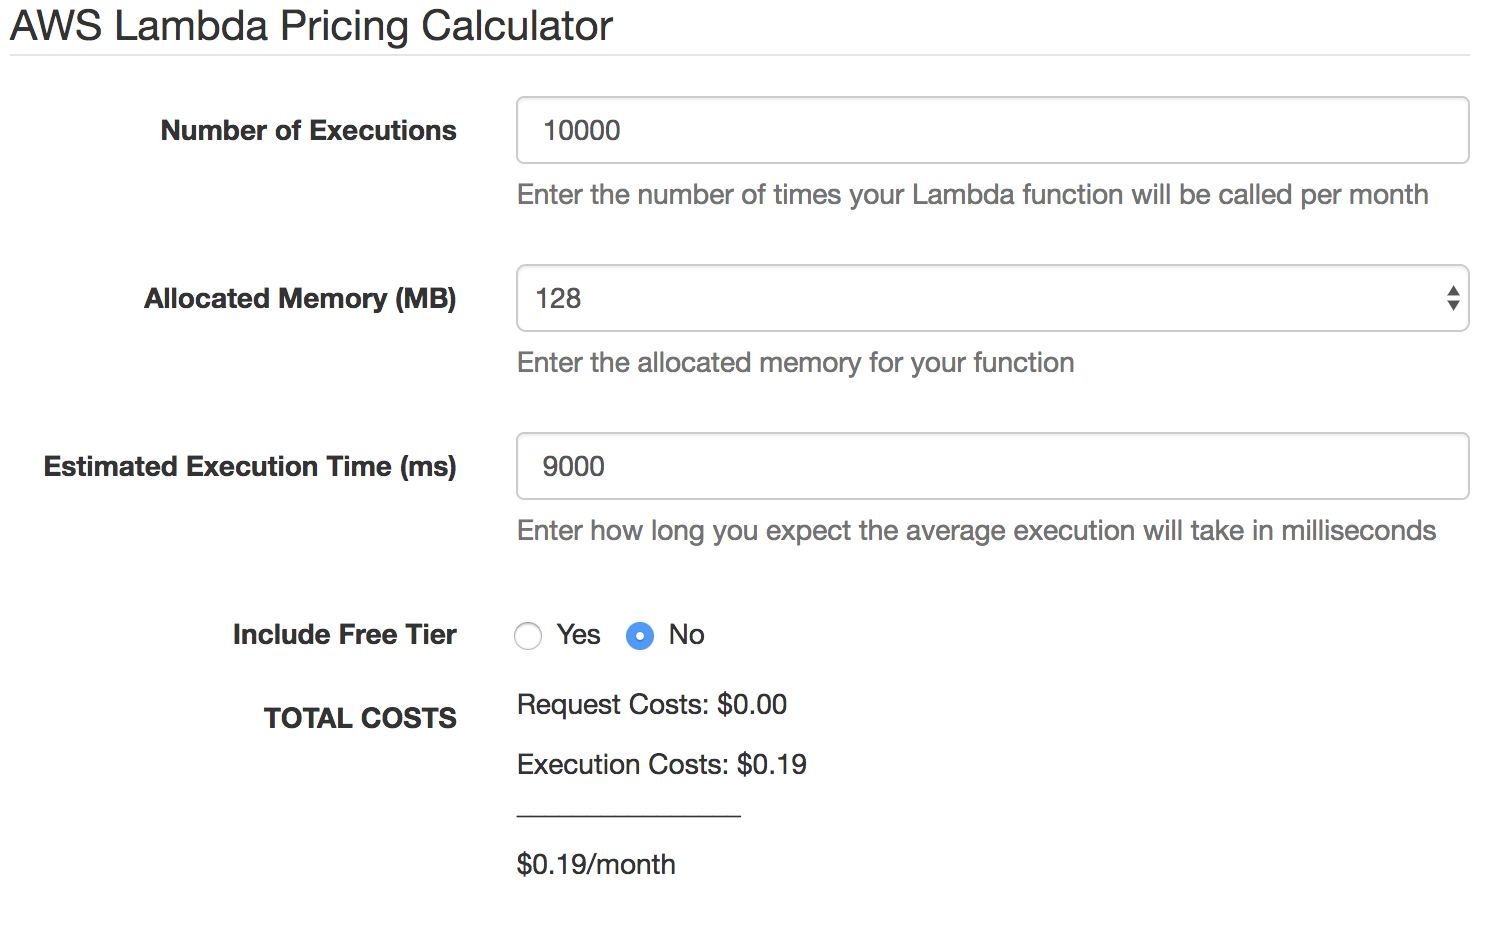 AWS Lambda Pricing Calculator
Number of Executions
10000
Enter the number of times your Lambda function will be called per month
Allocated Memory (MB)
128
Enter the allocated memory for your function
Estimated Execution Time (ms)
9000
Enter how long you expect the average execution will take in milliseconds
Include Free Tier
Yes
No
TOTAL COSTS
Request Costs: $0.00
Execution Costs: $0.19
$0.19/month